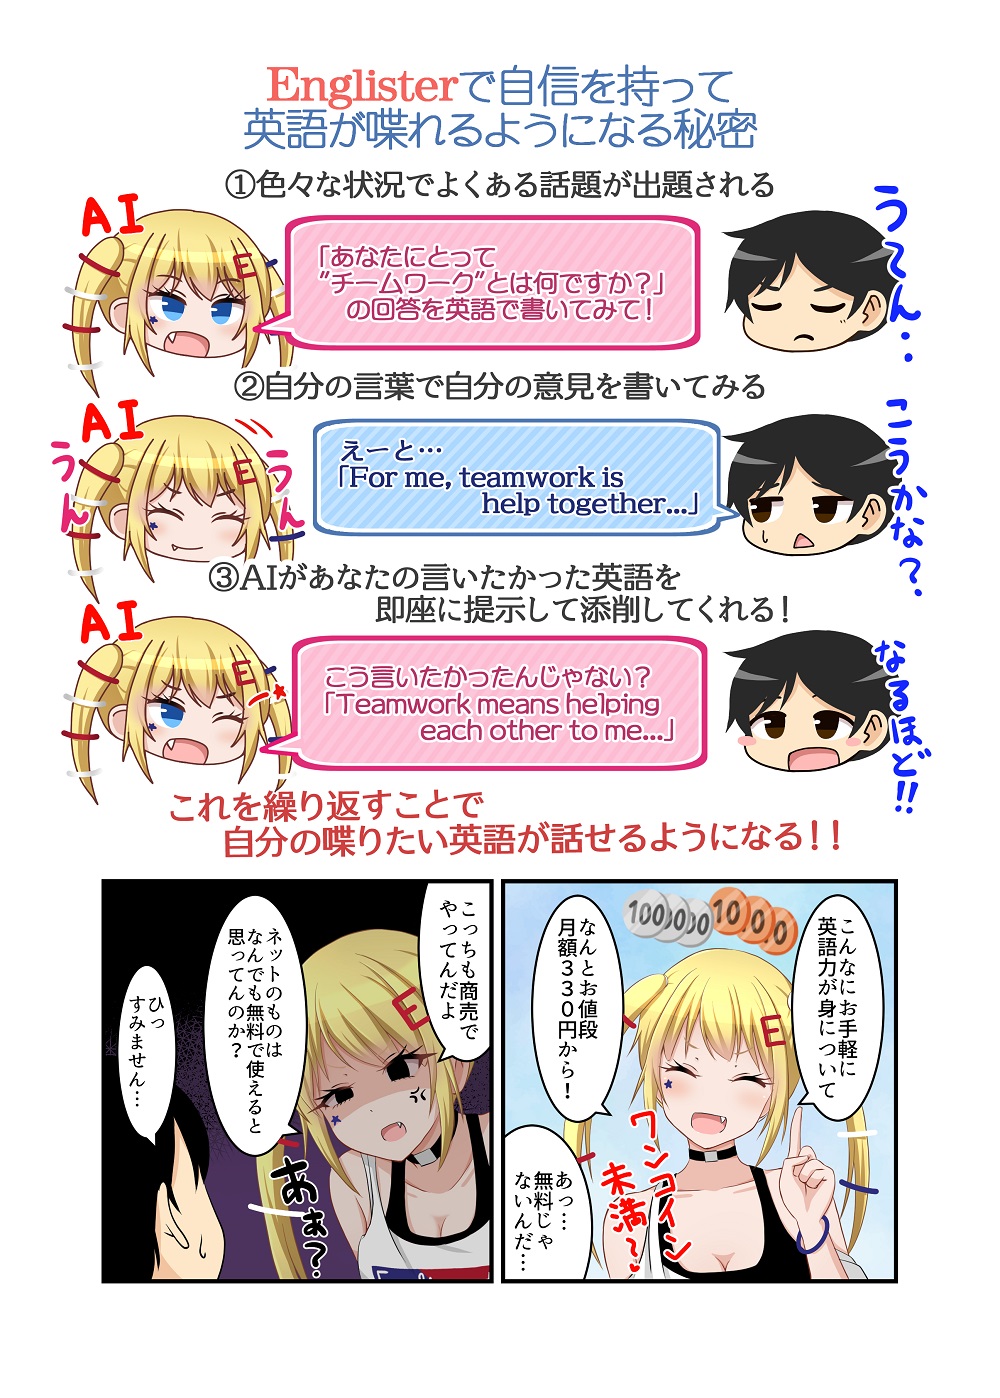 Englisterで自信を持って
英語が喋れるようになる秘密
①色々な状況でよくある話題が出題される
AI
「あなたにとって
"チームワーク"とは何ですか？」
の回答を英語で書いてみて！
うーん..
②自分の言葉で自分の意見を書いてみる
AI
うん
うん
えーと…
「For me, teamwork is
help together...」
こうかな？
③AIがあなたの言いたかった英語を
即座に提示して添削してくれる！
AI
こう言いたかったんじゃない？
「Teamwork means helping
each other to me...」
なるほど!!
これを繰り返すことで
自分の喋りたい英語が話せるようになる！！
こんなにお手軽に
英語力が身について
100
10
なんとお値段
月額３３０円から！
E
ワンコイン
未満〜
あっ…
無料じゃ
ないんだ…
こっちも商売で
やってんだよ
E
ネットのものは
なんでも無料で使えると
思ってんのか？
あぁ？
ひっ
すみません…